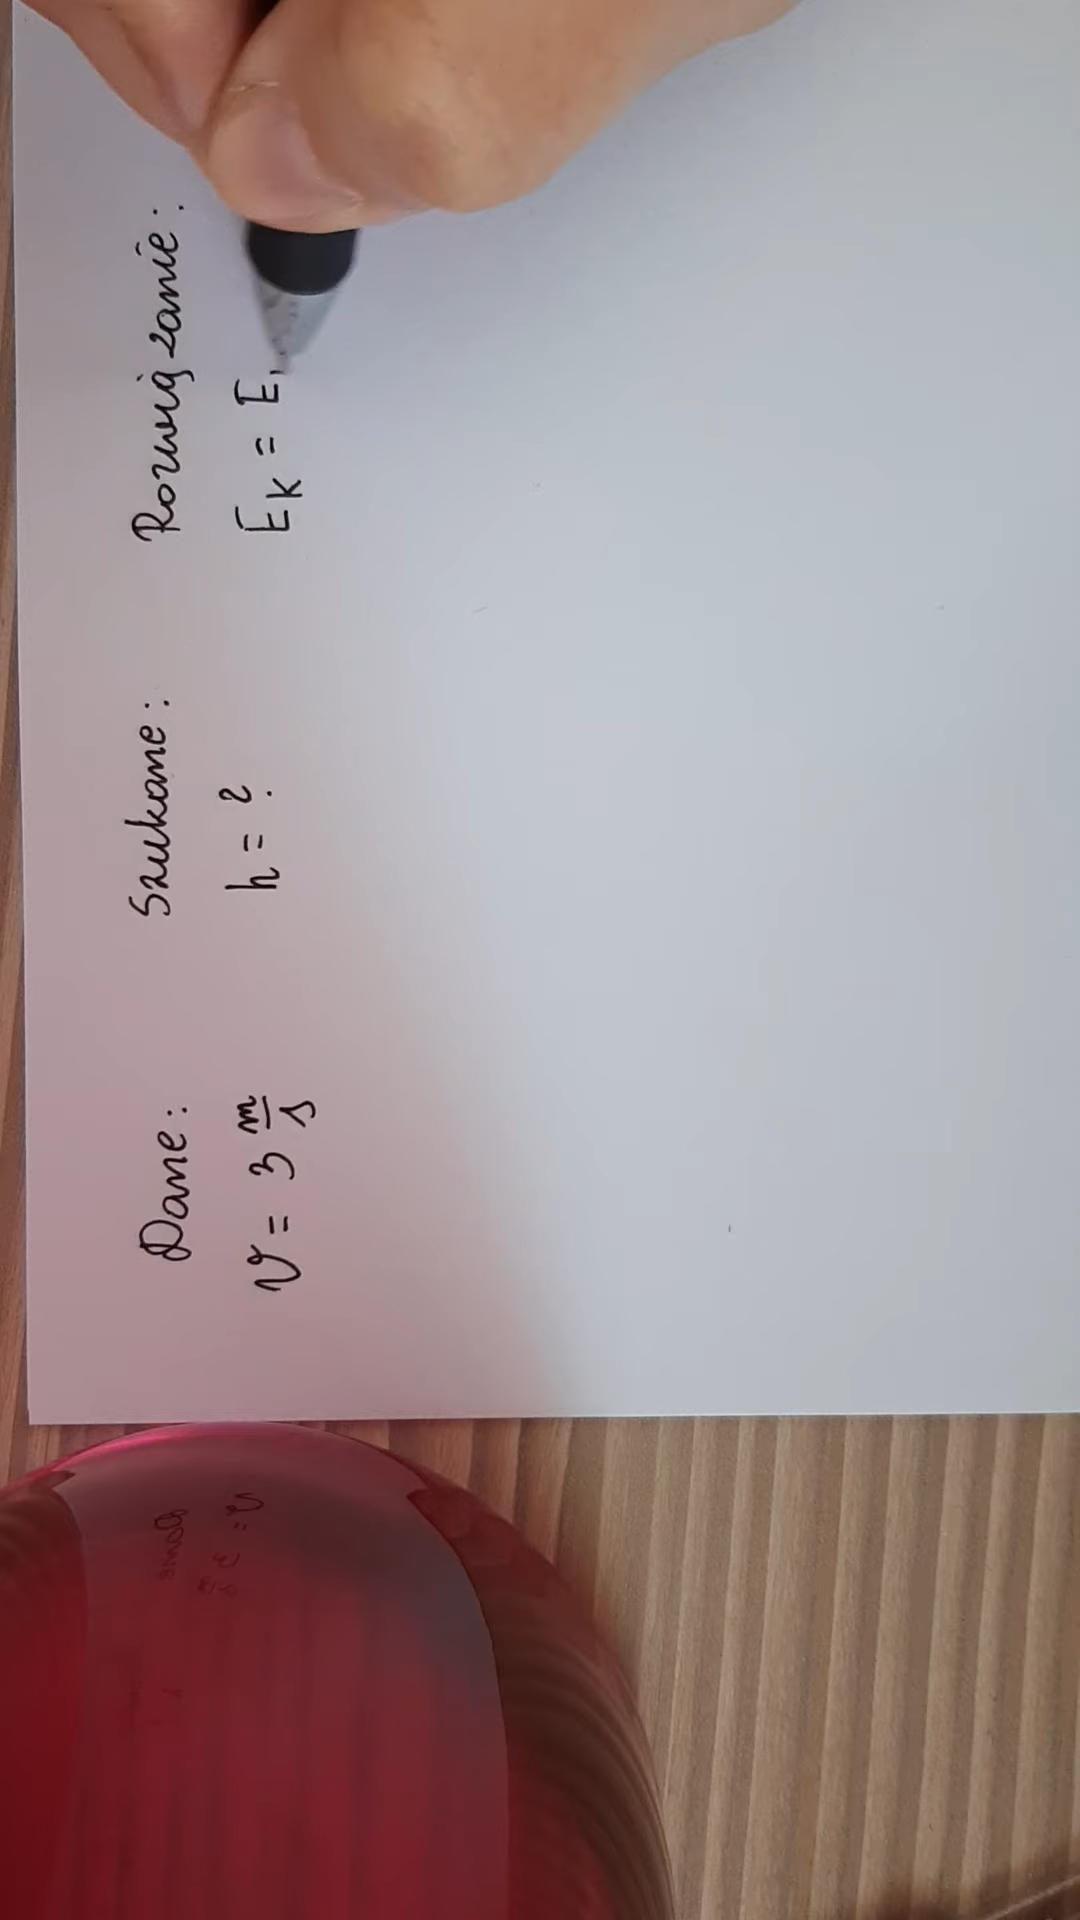 Dane: Szukane: Rozwiązanie:
v = 3 m/s h = ? Ek = E